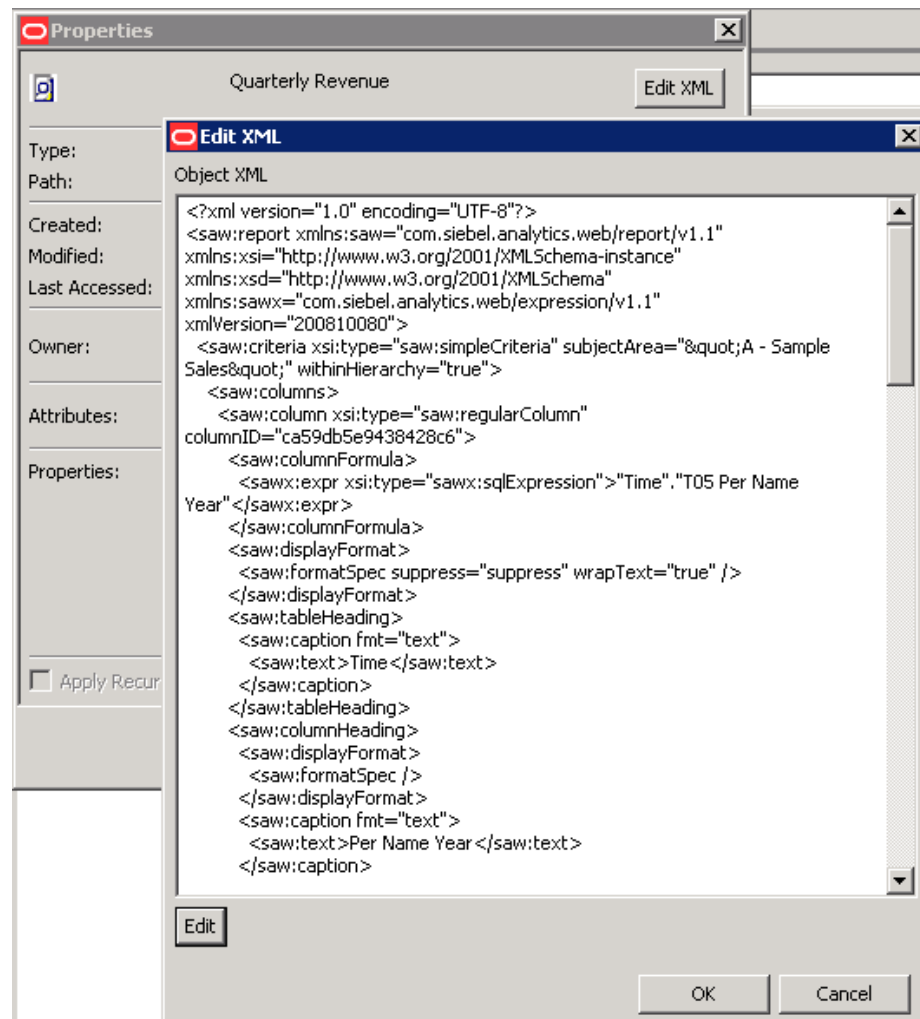 Properties
Quarterly Revenue
Edit XML
Type:
Path:
Created:
Modified:
Last Accessed:
Owner:
Attributes:
Properties:
Apply Recur
Edit XML
Object XML
<?xml version="1.0" encoding="UTF-8"?>
<saw:report xmlns:saw="com.siebel.analytics.web/report/v1.1"
xmlns:xsi="http://www.w3.org/2001/XMLSchema-instance"
xmlns:xsd="http://www.w3.org/2001/XMLSchema"
xmlns:sawx="com.siebel.analytics.web/expression/v1.1"
xmlVersion="200810080">
<saw:criteria xsi:type="saw:simpleCriteria" subjectArea="&quot;A - Sample
Sales&quot;" withinHierarchy="true">
<saw:columns>
<saw:column xsi:type="saw:regularColumn"
columnID="ca59db5e9438428c6">
<saw:columnFormula>
<sawx:expr xsi:type="sawx:sqlExpression">"Time"."T05 Per Name
Year"</sawx:expr>
</saw:columnFormula>
<saw:displayFormat>
<saw:formatSpec suppress="suppress" wrapText="true" />
</saw:displayFormat>
<saw:tableHeading>
<saw:caption fmt="text">
<saw:text>Time</saw:text>
</saw:caption>
</saw:tableHeading>
<saw:columnHeading>
<saw:displayFormat>
<saw:formatSpec />
</saw:displayFormat>
<saw:caption fmt="text">
<saw:text>Per Name Year</saw:text>
</saw:caption>
Edit
OK
Cancel